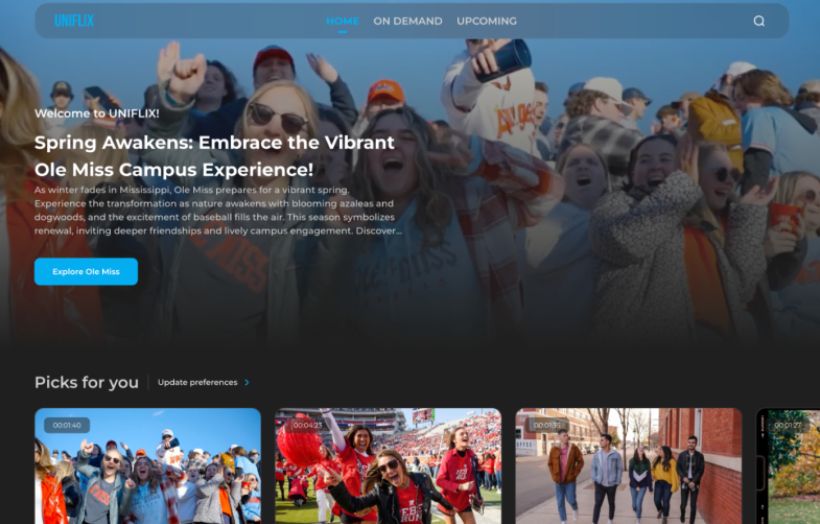 UNIFLIX
HOME ON DEMAND UPCOMING
Welcome to UNIFLIX!
Spring Awakens: Embrace the Vibrant
Ole Miss Campus Experience!
As winter fades in Mississippi, Ole Miss prepares for a vibrant spring.
Experience the transformation as nature awakens with blooming azaleas and
dogwoods, and the excitement of baseball fills the air. This season symbolizes
renewal, inviting deeper friendships and lively campus engagement. Discover...
Explore Ole Miss
Picks for you
Update preferences
00:01:40
00:04:23
00:01:27